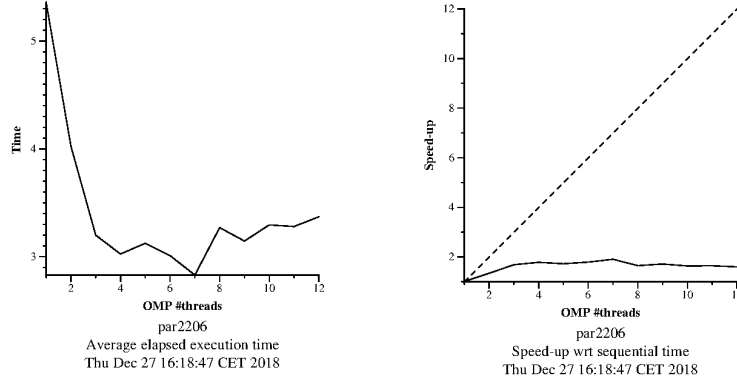 5
4
3
Time
2
4
6
8
10
12
OMP #threads
par2206
Average elapsed execution time
Thu Dec 27 16:18:47 CET 2018
12
10
8
6
4
2
Speed-up
2
4
6
8
10
12
OMP #threads
par2206
Speed-up wrt sequential time
Thu Dec 27 16:18:47 CET 2018